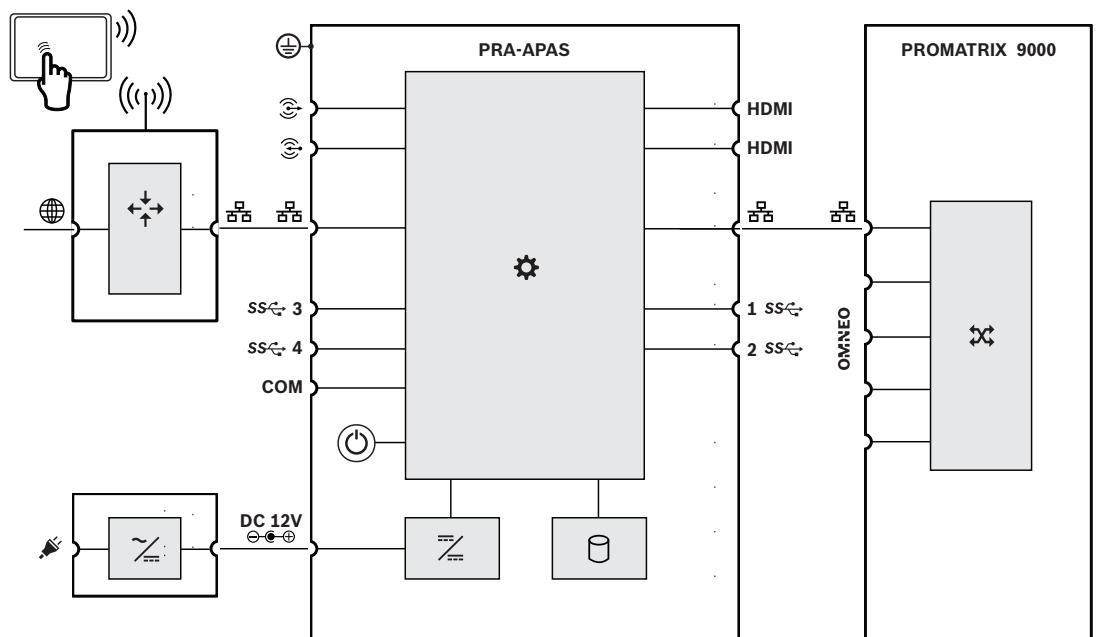 PRA-APAS
PROMATRIX 9000
HDMI
HDMI
SS 3
1 SS
SS 4
2 SS
OMNEO
COM
DC 12V